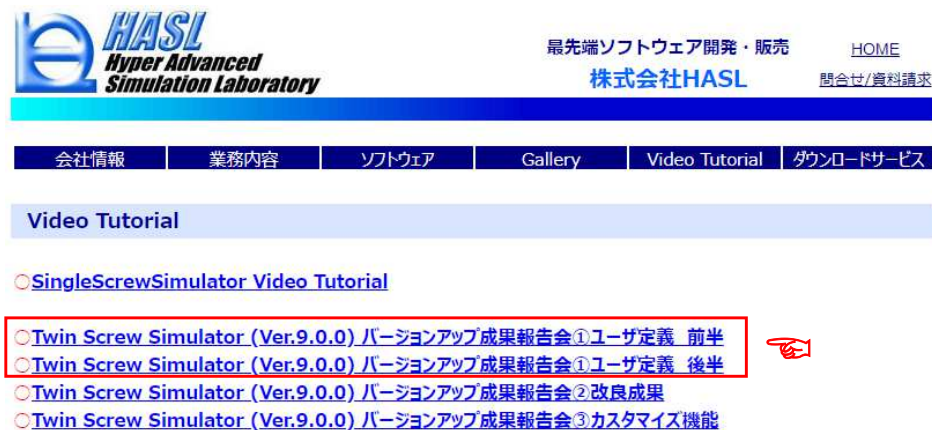 HASL
Hyper Advanced
Simulation Laboratory
最先端ソフトウェア開発・販売
株式会社HASL
HOME
問合せ/資料請求
会社情報
業務内容
ソフトウェア
Gallery
Video Tutorial
ダウンロードサービス
Video Tutorial
○SingleScrewSimulator Video Tutorial
○Twin Screw Simulator (Ver.9.0.0) バージョンアップ成果報告会①ユーザ定義 前半
○Twin Screw Simulator (Ver.9.0.0) バージョンアップ成果報告会①ユーザ定義 後半
○Twin Screw Simulator (Ver.9.0.0) バージョンアップ成果報告会②改良成果
○Twin Screw Simulator (Ver.9.0.0) バージョンアップ成果報告会③カスタマイズ機能